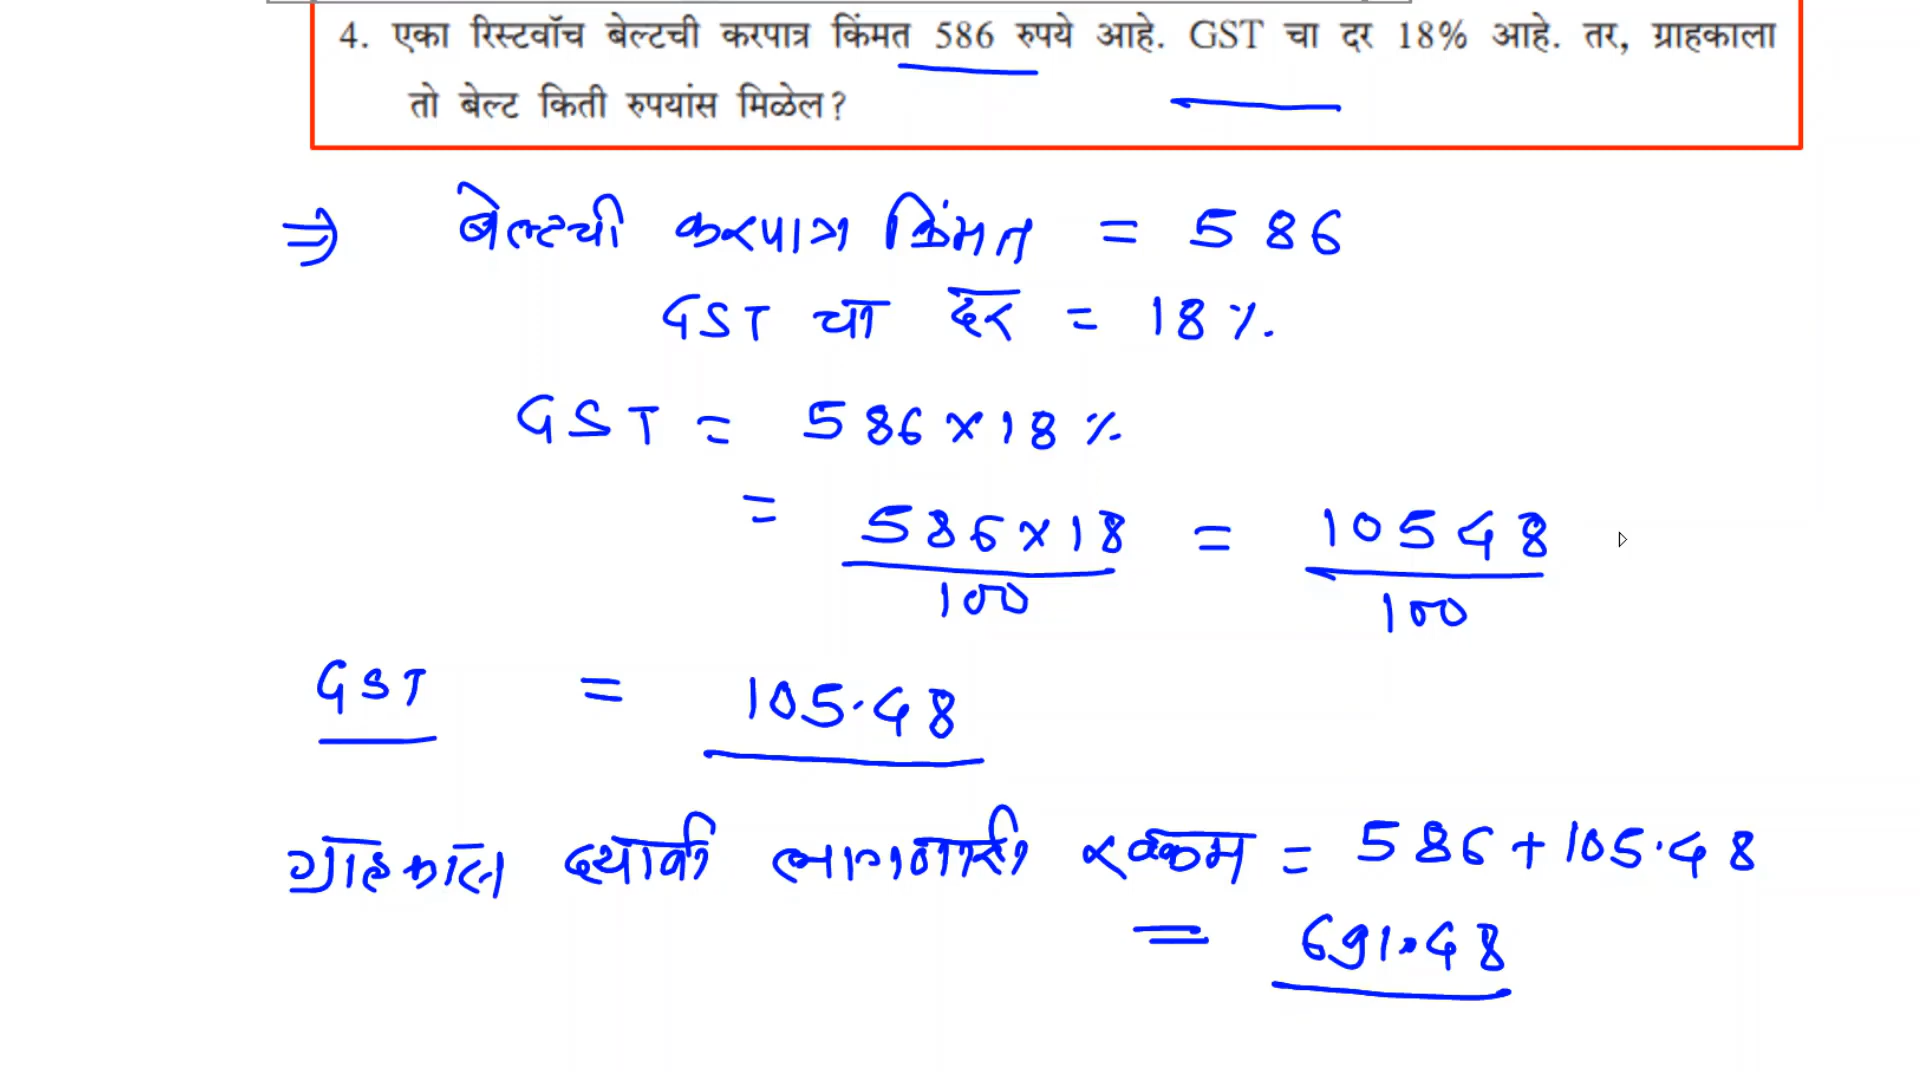 4. एका रिस्टवॉच बेल्टची करपात्र किंमत 586 रुपये आहे. GST चा दर 18% आहे. तर, ग्राहकाला
तो बेल्ट किती रुपयांस मिळेल?
⇒ बेल्टची करपात्र किंमत = 586
GST चा दर = 18%.
GST = 586 × 18 %
= 586 × 18 / 100 = 10548 / 100
GST = 105.48
ग्राहकास द्यावी लागणारी रक्कम = 586 + 105.48
= 691.48